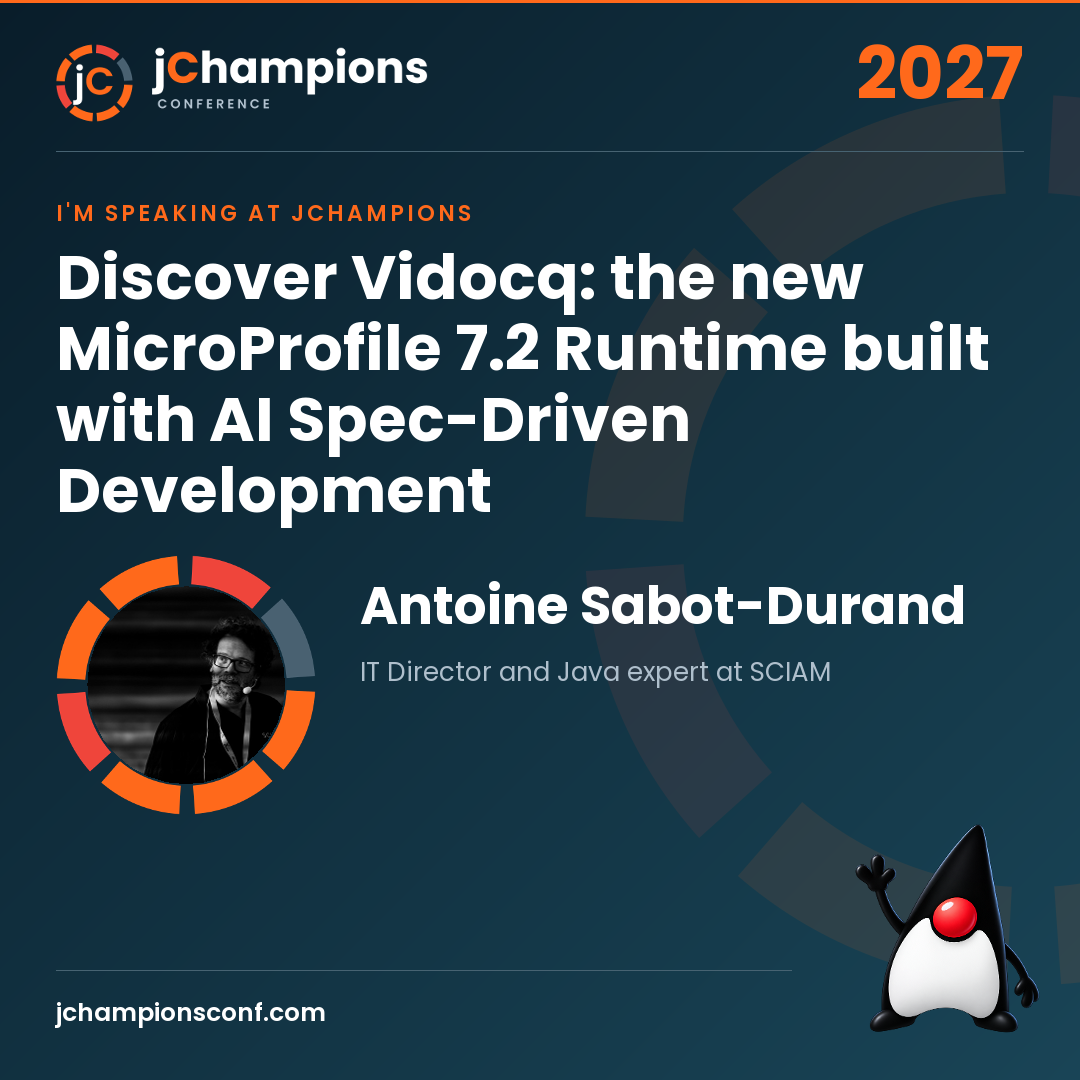 jC
jChampions
CONFERENCE
2027
I'M SPEAKING AT JCHAMPIONS
Discover Vidocq: the new
MicroProfile 7.2 Runtime built
with AI Spec-Driven
Development
Antoine Sabot-Durand
IT Director and Java expert at SCIAM
jchampionsconf.com